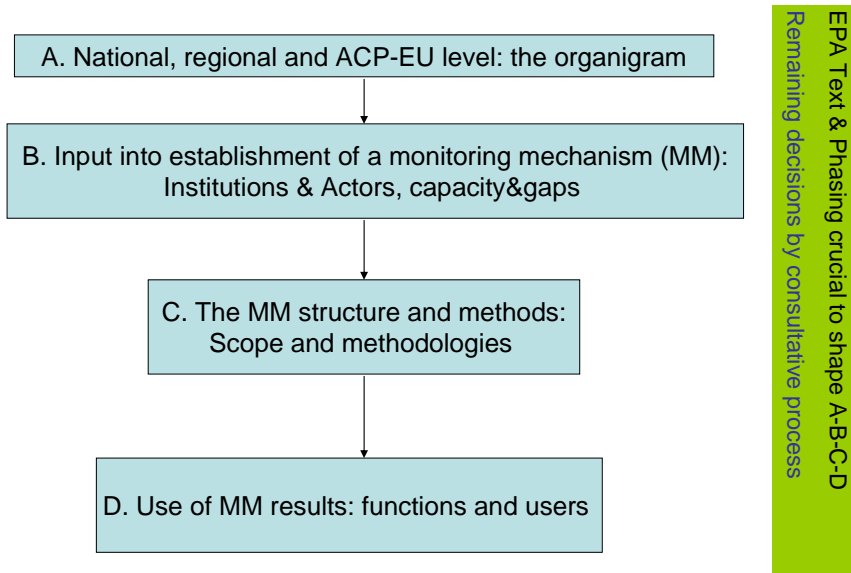 A. National, regional and ACP-EU level: the organigram
B. Input into establishment of a monitoring mechanism (MM):
Institutions & Actors, capacity&gaps
C. The MM structure and methods:
Scope and methodologies
D. Use of MM results: functions and users
EPA Text & Phasing crucial to shape A-B-C-D
Remaining decisions by consultative process